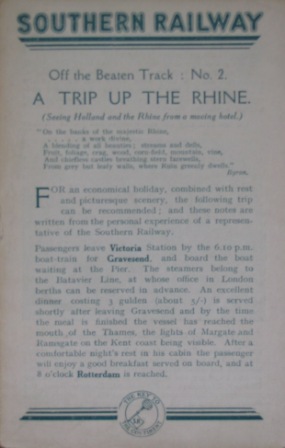 SOUTHERN RAILWAY
Off the Beaten Track : No. 2.
A TRIP UP THE RHINE.
(Seeing Holland and the Rhine from a moving hotel.)
"On the banks of the majestic Rhine,
. . . . . a work divine,
A blending of all beauties; streams and dells,
Fruit, foliage, crag, wood, corn-field, mountain, vine,
And chiefless castles breathing stern farewells,
From grey but leafy walls, where Ruin greenly dwells."
Byron.
FOR an economical holiday, combined with rest
and picturesque scenery, the following trip
can be recommended; and these notes are
written from the personal experience of a represen-
tative of the Southern Railway.
Passengers leave Victoria Station by the 6.10 p.m.
boat-train for Gravesend, and board the boat
waiting at the Pier. The steamers belong to
the Batavier Line, at whose office in London
berths can be reserved in advance. An excellent
dinner costing 3 gulden (about 5/-) is served
shortly after leaving Gravesend and by the time
the meal is finished the vessel has reached the
mouth of the Thames, the lights of Margate and
Ramsgate on the Kent coast being visible. After a
comfortable night's rest in his cabin the passenger
will enjoy a good breakfast served on board, and at
8 o'clock Rotterdam is reached.
THE KEY TO